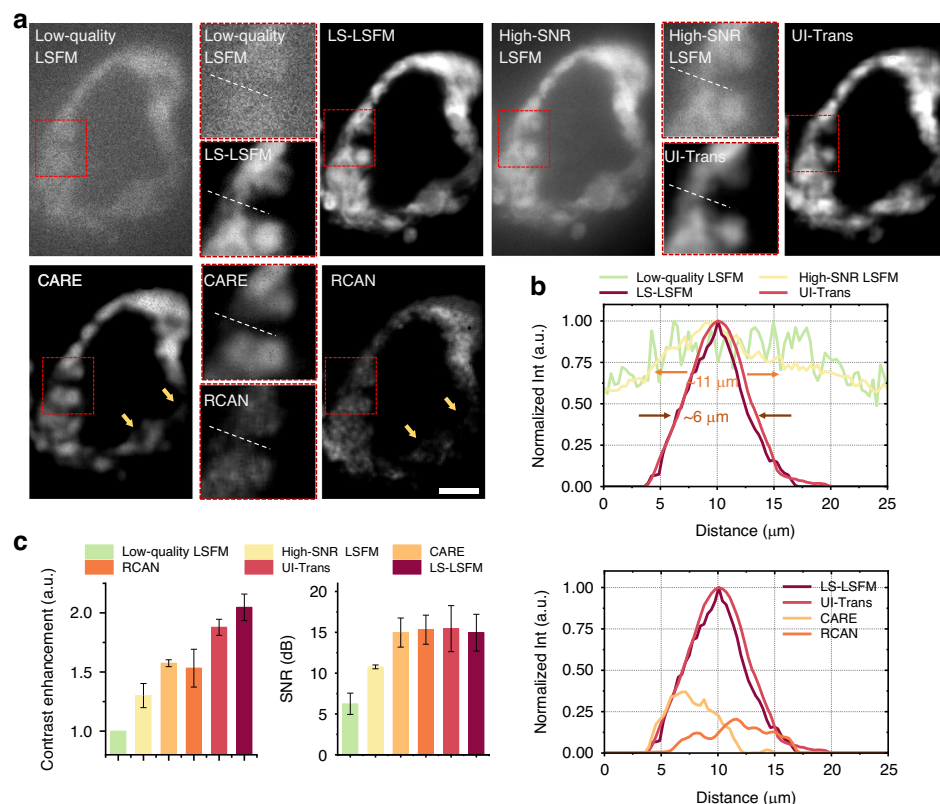 a
Low-quality
LSFM
Low-quality
LSFM
LS-LSFM
High-SNR
LSFM
High-SNR
LSFM
UI-Trans
LS-LSFM
UI-Trans
CARE
CARE
RCAN
RCAN
b
Low-quality LSFM
High-SNR LSFM
LS-LSFM
UI-Trans
Normalized Int (a.u.)
1.00
0.75
0.50
0.25
0.00
~11 μm
~6 μm
0 5 10 15 20 25
Distance (μm)
c
Low-quality LSFM
High-SNR LSFM
CARE
RCAN
UI-Trans
LS-LSFM
Contrast enhancement (a.u.)
2.0
1.5
1.0
SNR (dB)
20
15
10
5
0
LS-LSFM
UI-Trans
CARE
RCAN
Normalized Int (a.u.)
1.00
0.75
0.50
0.25
0.00
0 5 10 15 20 25
Distance (μm)